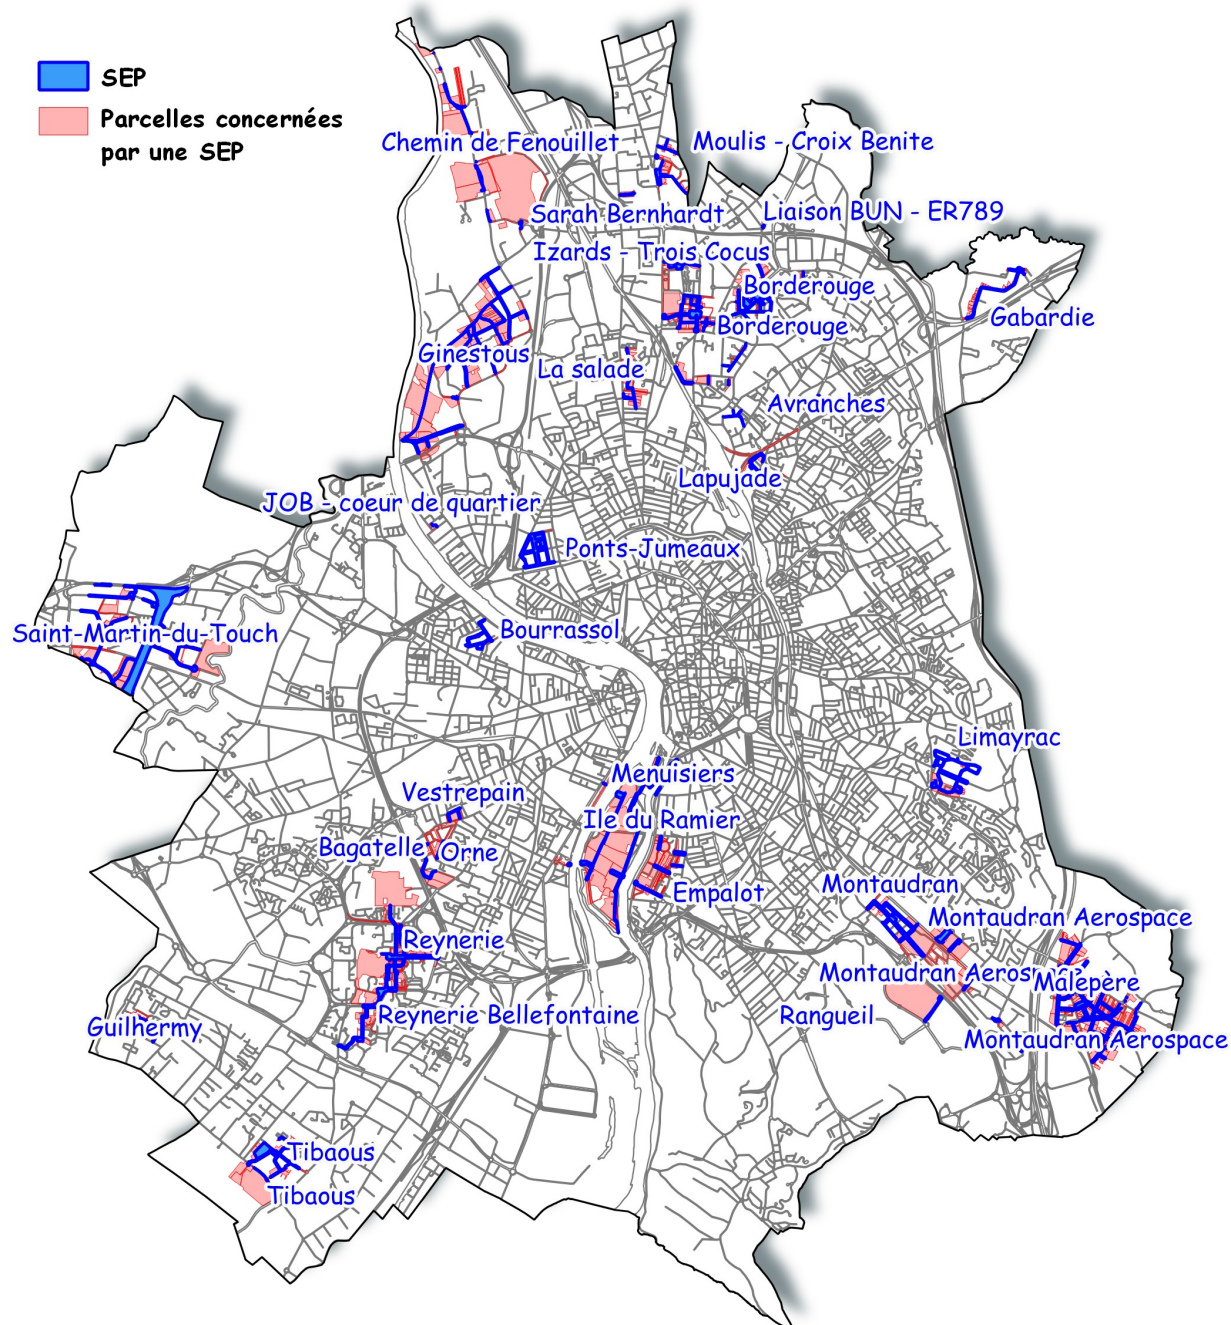 SEP
Parcelles concernées
par une SEP
Chemin de Fenouillet
Moulis - Croix Benite
Sarah Bernhardt
Liaison BUN - ER789
Izards - Trois Cocus
Borderouge
Gabardie
Borderouge
Ginestous
La salade
Avranches
Lapujade
JOB - coeur de quartier
Ponts-Jumeaux
Bourrassol
Saint-Martin-du-Touch
Limayrac
Menuisiers
Vestrepain
Ile du Ramier
Bagatelle
Orne
Montaudran
Empalot
Montaudran Aerospace
Reynerie
Montaudran Aerosp
Malepère
Rangueil
Reynerie Bellefontaine
Guilhermy
Montaudran Aerospace
Tibaous
Tibaous